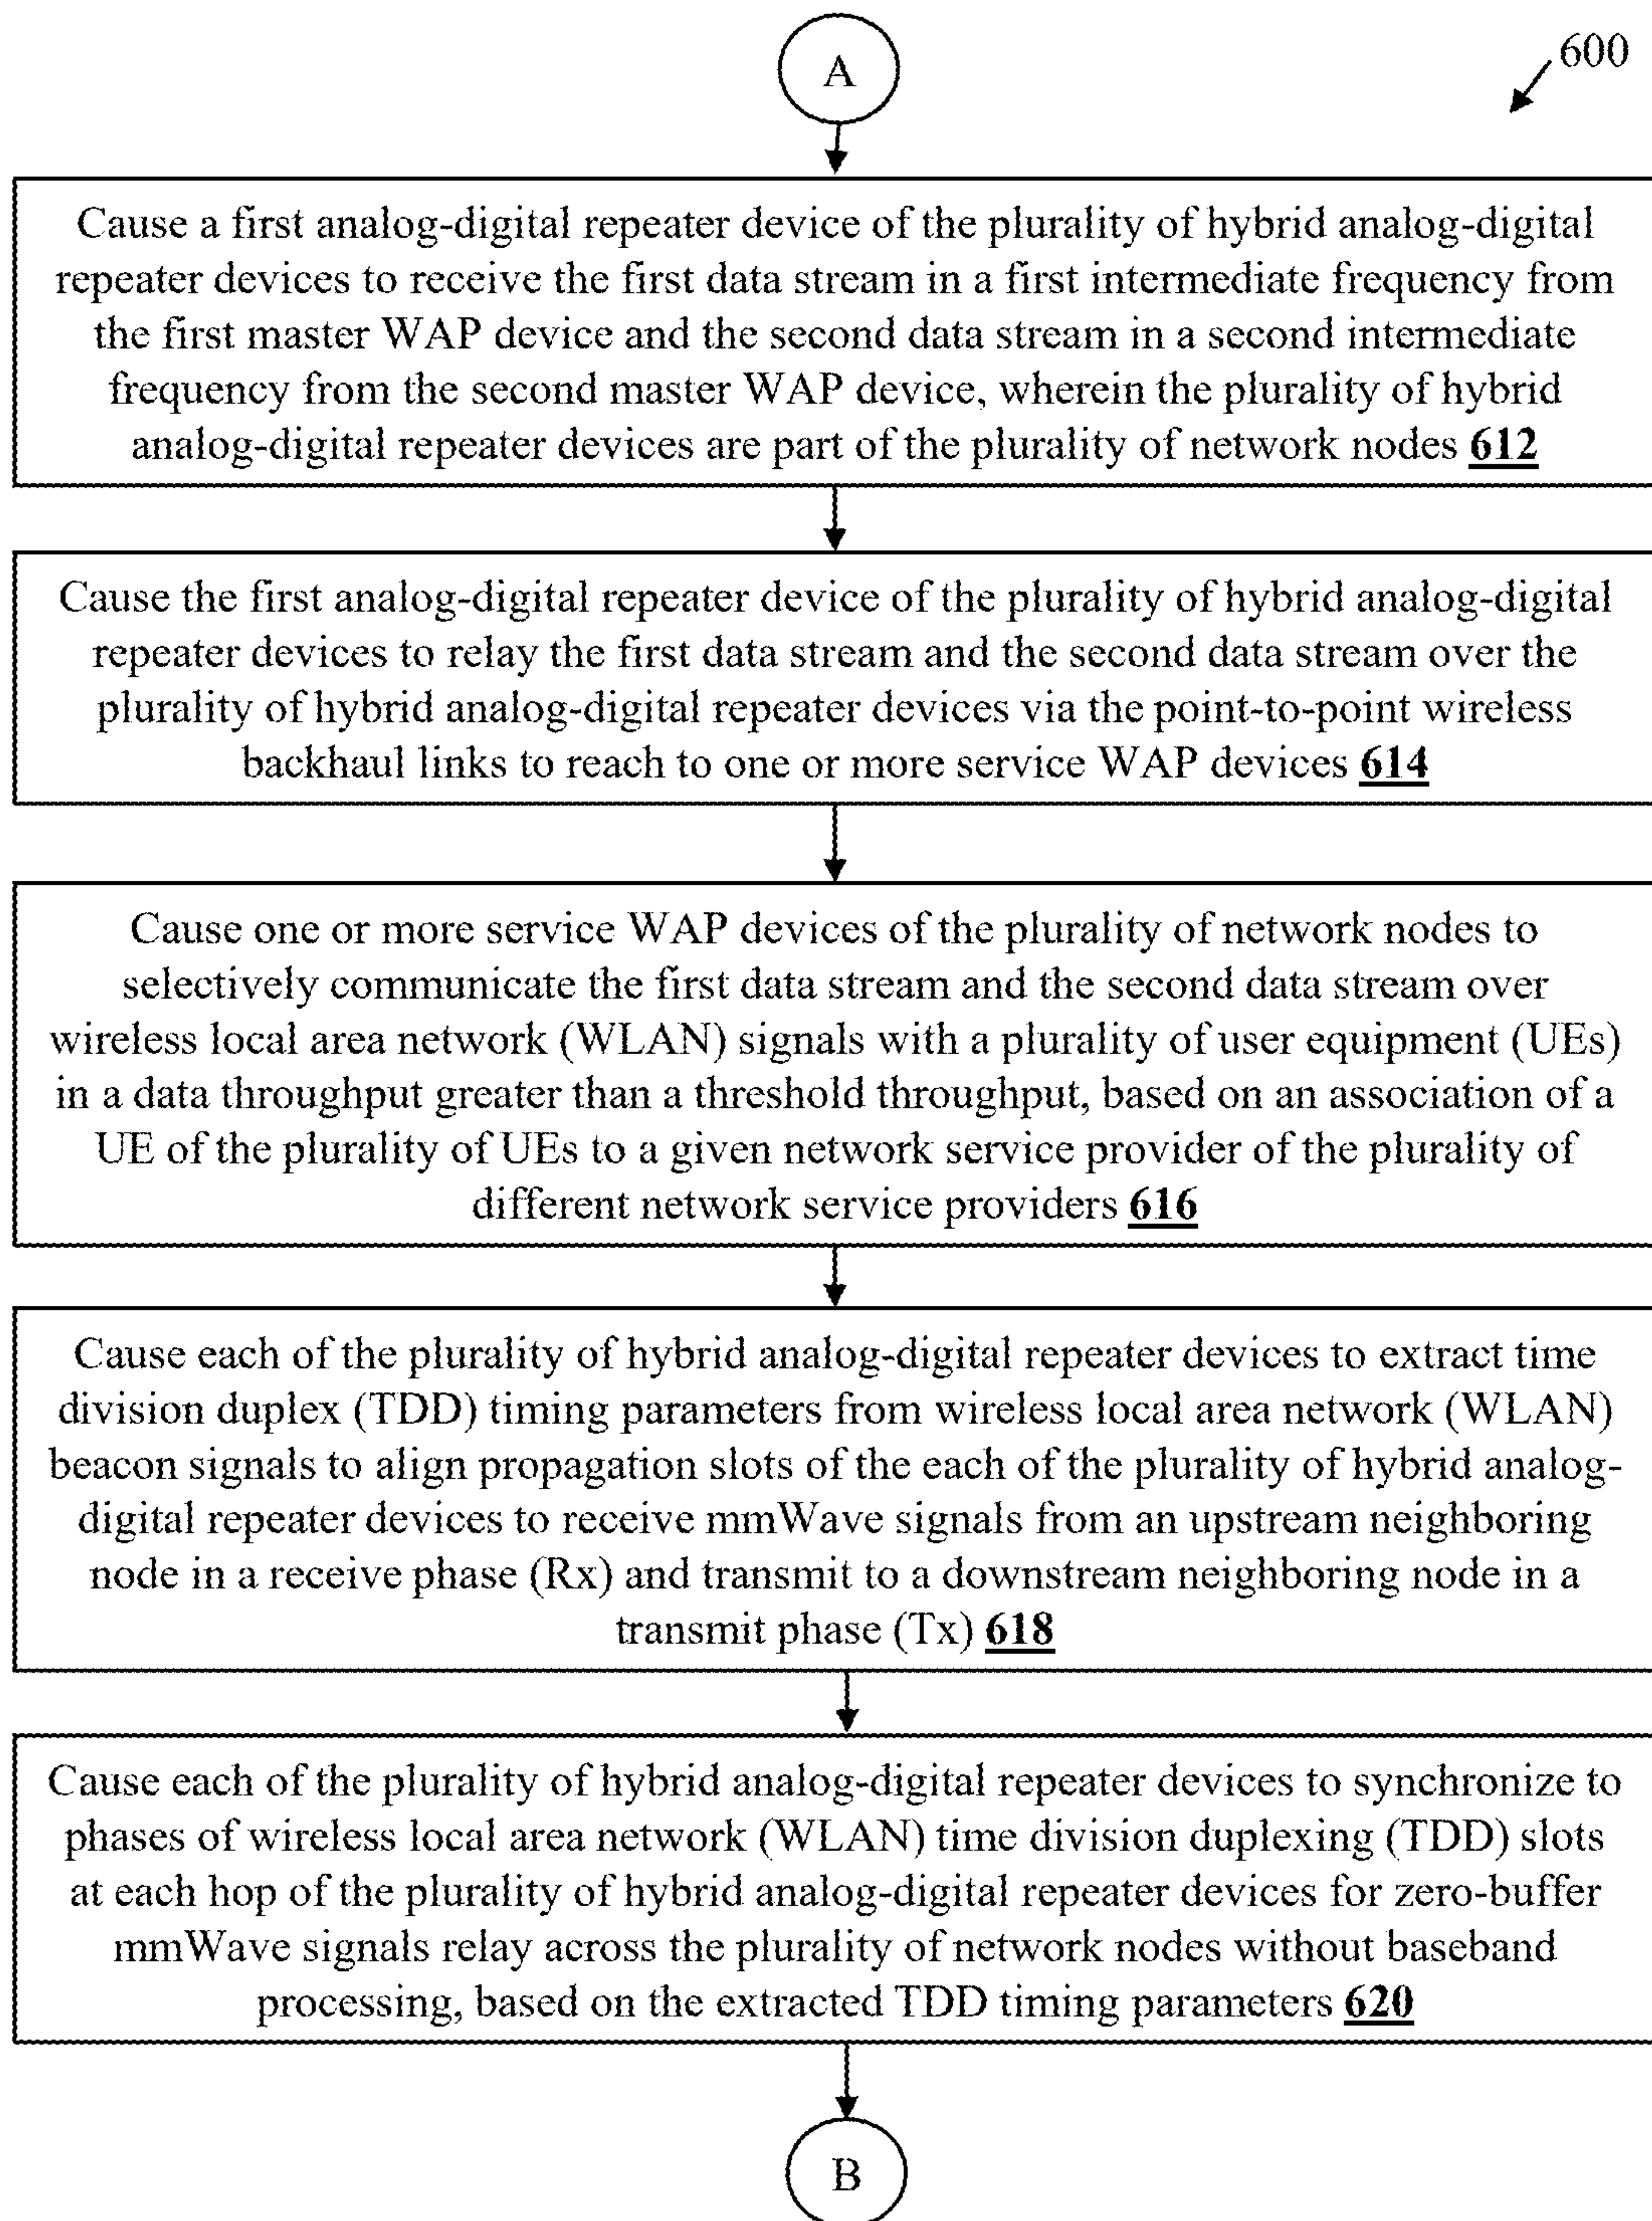 A
600
Cause a first analog-digital repeater device of the plurality of hybrid analog-digital
repeater devices to receive the first data stream in a first intermediate frequency from
the first master WAP device and the second data stream in a second intermediate
frequency from the second master WAP device, wherein the plurality of hybrid
analog-digital repeater devices are part of the plurality of network nodes 612
Cause the first analog-digital repeater device of the plurality of hybrid analog-digital
repeater devices to relay the first data stream and the second data stream over the
plurality of hybrid analog-digital repeater devices via the point-to-point wireless
backhaul links to reach to one or more service WAP devices 614
Cause one or more service WAP devices of the plurality of network nodes to
selectively communicate the first data stream and the second data stream over
wireless local area network (WLAN) signals with a plurality of user equipment (UEs)
in a data throughput greater than a threshold throughput, based on an association of a
UE of the plurality of UEs to a given network service provider of the plurality of
different network service providers 616
Cause each of the plurality of hybrid analog-digital repeater devices to extract time
division duplex (TDD) timing parameters from wireless local area network (WLAN)
beacon signals to align propagation slots of the each of the plurality of hybrid analog-
digital repeater devices to receive mmWave signals from an upstream neighboring
node in a receive phase (Rx) and transmit to a downstream neighboring node in a
transmit phase (Tx) 618
Cause each of the plurality of hybrid analog-digital repeater devices to synchronize to
phases of wireless local area network (WLAN) time division duplexing (TDD) slots
at each hop of the plurality of hybrid analog-digital repeater devices for zero-buffer
mmWave signals relay across the plurality of network nodes without baseband
processing, based on the extracted TDD timing parameters 620
B